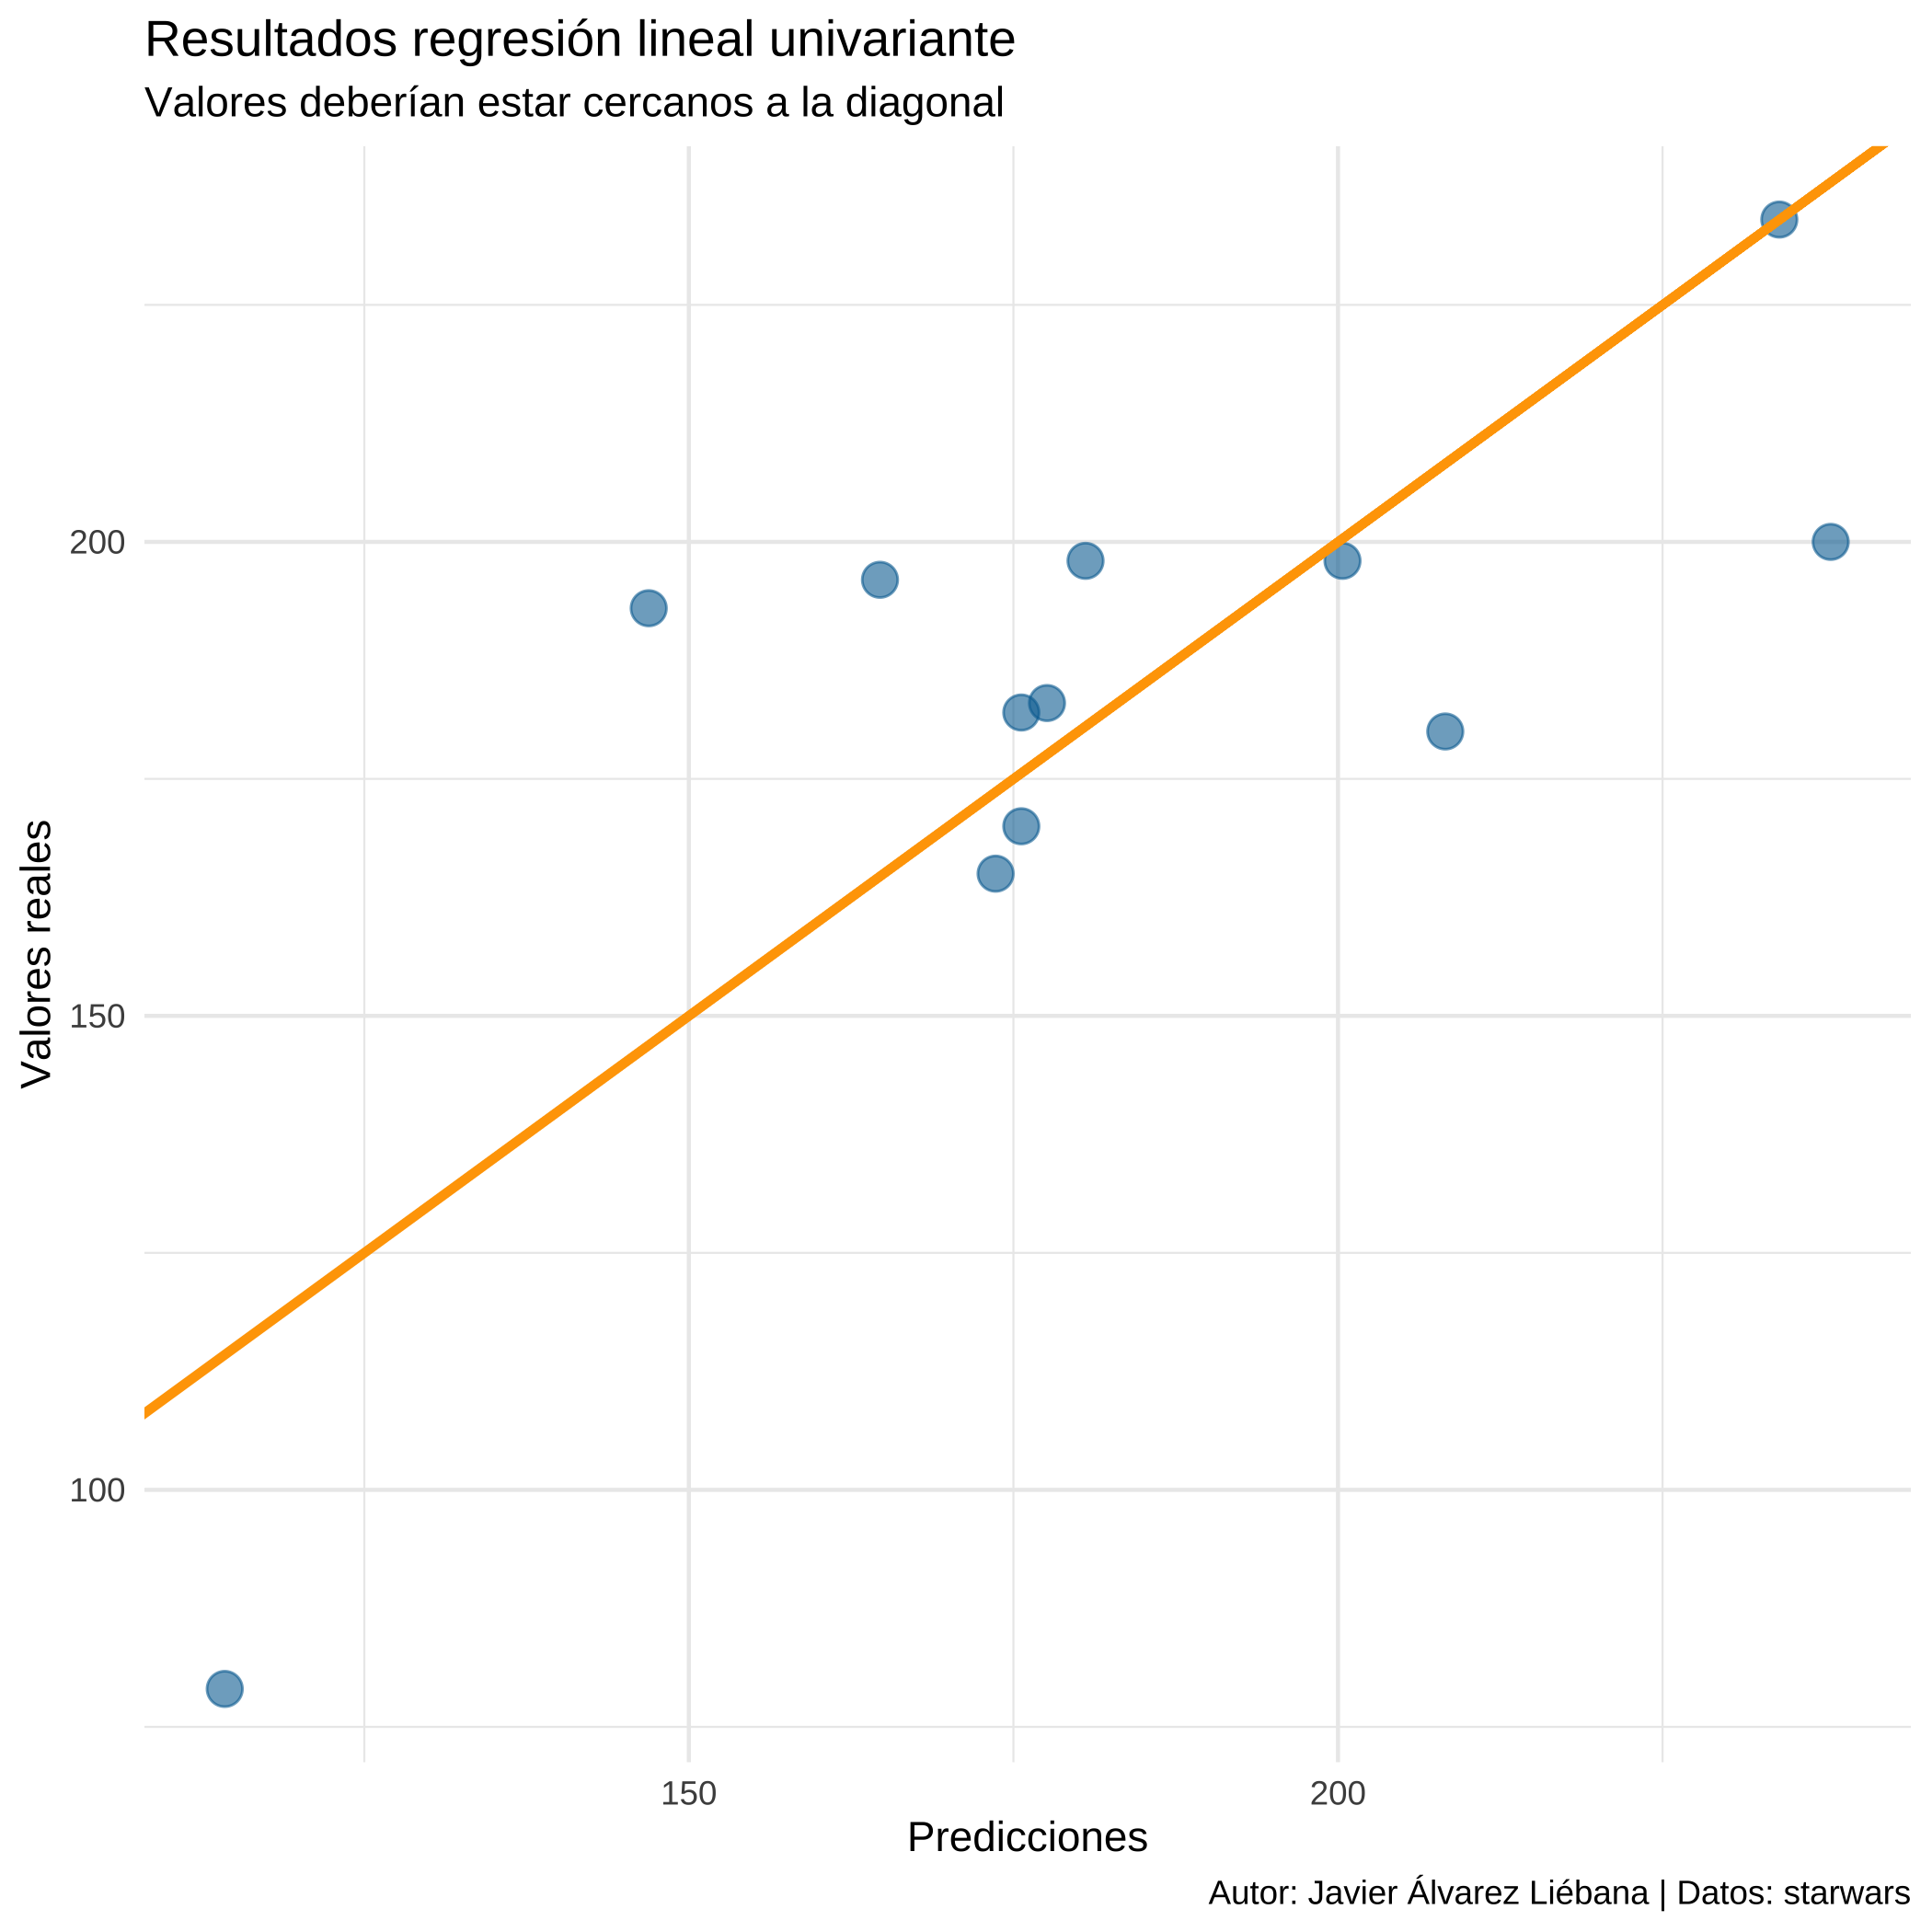 Resultados regresión lineal univariante
Valores deberían estar cercanos a la diagonal
Valores reales
200
150
100
150
200
Predicciones
Autor: Javier Álvarez Liébana | Datos: starwars